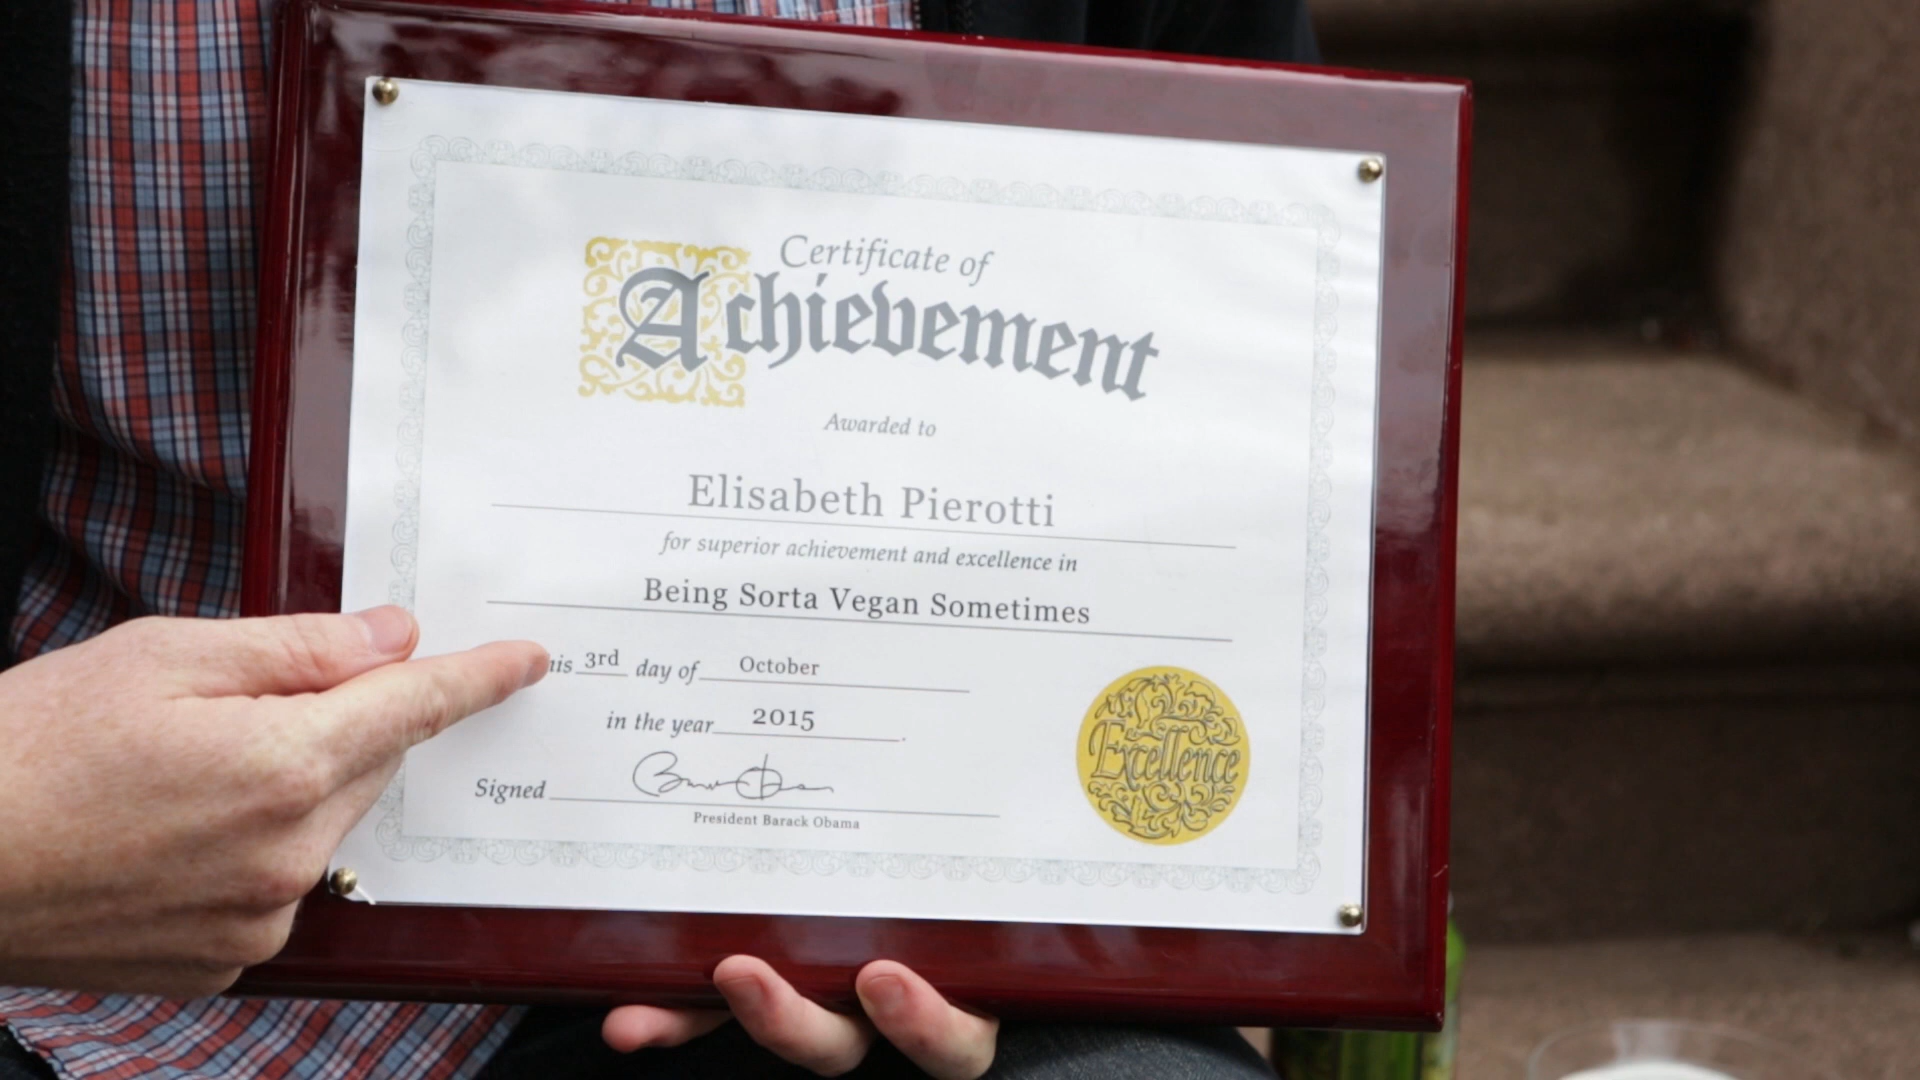 Certificate of
Achievement
Awarded to
Elisabeth Pierotti
for superior achievement and excellence in
Being Sorta Vegan Sometimes
3rd day of October
in the year 2015.
Signed
President Barack Obama
Excellence